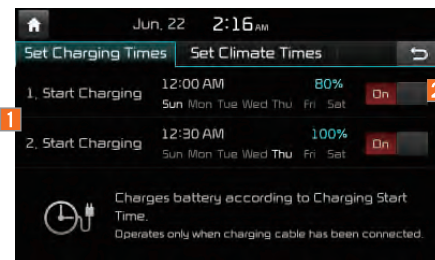 Jun, 22 2:16 AM
Set Charging Times Set Climate Times
1, Start Charging 12:00 AM 80% On
Sun Mon Tue Wed Thu Fri Sat
1
2
2, Start Charging 12:30 AM 100% On
Sun Mon Tue Wed Thu Fri Sat
Charges battery according to Charging Start
Time.
Operates only when charging cable has been connected.